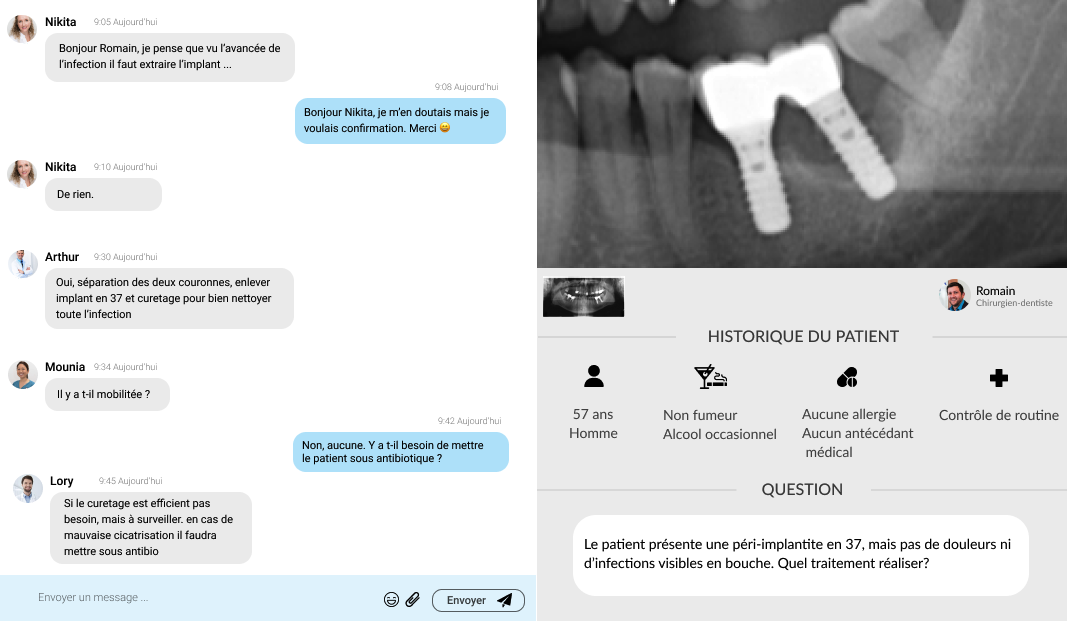 Nikita 9:05 Aujourd'hui
Bonjour Romain, je pense que vu l'avancée de
l'infection il faut extraire l'implant ...
9:08 Aujourd'hui
Bonjour Nikita, je m'en doutais mais je
voulais confirmation. Merci 😄
Nikita 9:10 Aujourd'hui
De rien.
Arthur 9:30 Aujourd'hui
Oui, séparation des deux couronnes, enlever
implant en 37 et curetage pour bien nettoyer
toute l'infection
Mounia 9:34 Aujourd'hui
Il y a t-il mobilitée ?
9:42 Aujourd'hui
Non, aucune. Y a t-il besoin de mettre
le patient sous antibiotique ?
Lory 9:45 Aujourd'hui
Si le curetage est efficient pas
besoin, mais à surveiller. en cas de
mauvaise cicatrisation il faudra
mettre sous antibio
Envoyer un message ...
Envoyer
Romain
Chirurgien-dentiste
HISTORIQUE DU PATIENT
57 ans
Homme
Non fumeur
Alcool occasionnel
Aucune allergie
Aucun antécédant
médical
Contrôle de routine
QUESTION
Le patient présente une péri-implantite en 37, mais pas de douleurs ni
d'infections visibles en bouche. Quel traitement réaliser?